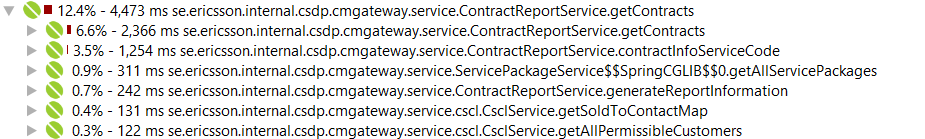 12.4% - 4,473 ms se.ericsson.internal.csdp.cmgateway.service.ContractReportService.getContracts
6.6% - 2,366 ms se.ericsson.internal.csdp.cmgateway.service.ContractReportService.getContracts
3.5% - 1,254 ms se.ericsson.internal.csdp.cmgateway.service.ContractReportService.contractInfoServiceCode
0.9% - 311 ms se.ericsson.internal.csdp.cmgateway.service.ServicePackageService$$SpringCGLIB$$0.getAllServicePackages
0.7% - 242 ms se.ericsson.internal.csdp.cmgateway.service.ContractReportService.generateReportInformation
0.4% - 131 ms se.ericsson.internal.csdp.cmgateway.service.cscl.CsclService.getSoldToContactMap
0.3% - 122 ms se.ericsson.internal.csdp.cmgateway.service.cscl.CsclService.getAllPermissibleCustomers